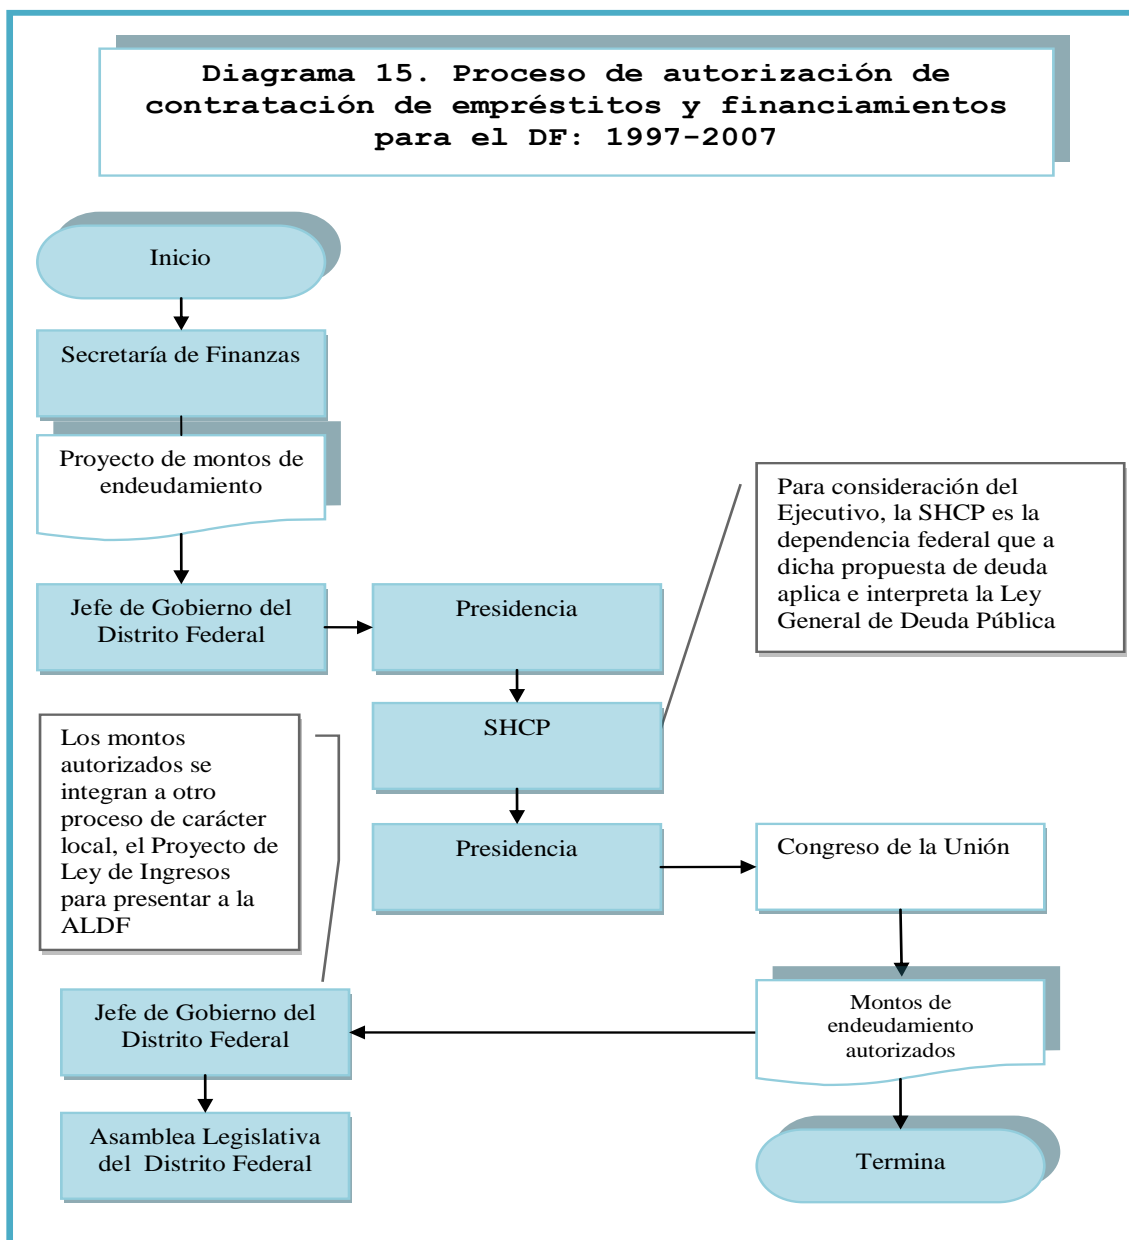 Diagrama 15. Proceso de autorización de
contratación de empréstitos y financiamientos
para el DF: 1997-2007
Inicio
Secretaría de Finanzas
Proyecto de montos de
endeudamiento
Jefe de Gobierno del
Distrito Federal
Presidencia
Para consideración del
Ejecutivo, la SHCP es la
dependencia federal que a
dicha propuesta de deuda
aplica e interpreta la Ley
General de Deuda Pública
SHCP
Los montos
autorizados se
integran a otro
proceso de carácter
local, el Proyecto de
Ley de Ingresos
para presentar a la
ALDF
Presidencia
Congreso de la Unión
Montos de
endeudamiento
autorizados
Jefe de Gobierno del
Distrito Federal
Asamblea Legislativa
del  Distrito Federal
Termina